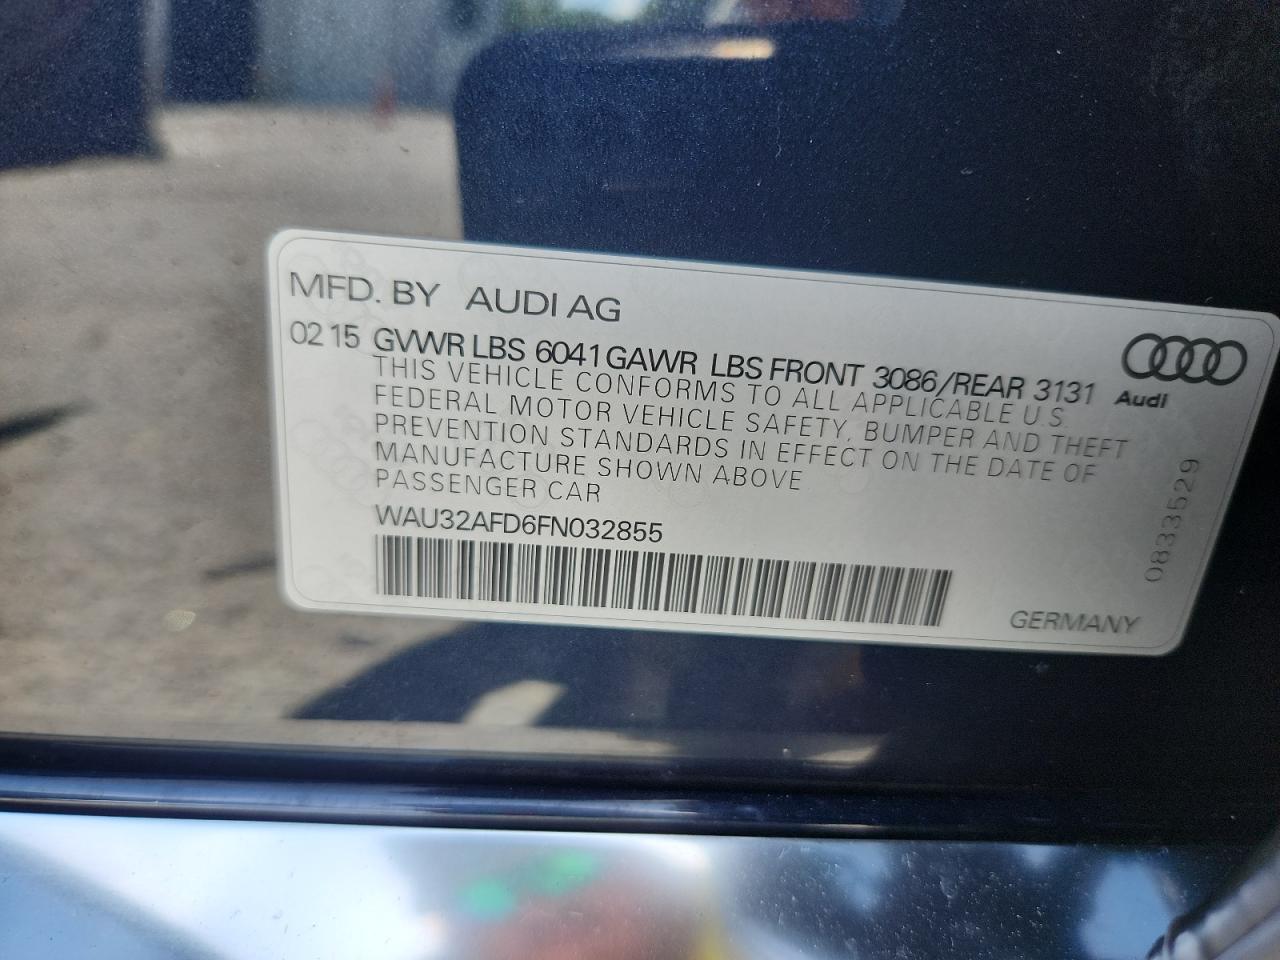 MFD. BY AUDI AG
02 15 GVWR LBS 6041 GAWR LBS FRONT 3086/REAR 3131
THIS VEHICLE CONFORMS TO ALL APPLICABLE U.S.
FEDERAL MOTOR VEHICLE SAFETY, BUMPER AND THEFT
PREVENTION STANDARDS IN EFFECT ON THE DATE OF
MANUFACTURE SHOWN ABOVE
PASSENGER CAR
WAU32AFD6FN032855
Audi
0833529
GERMANY